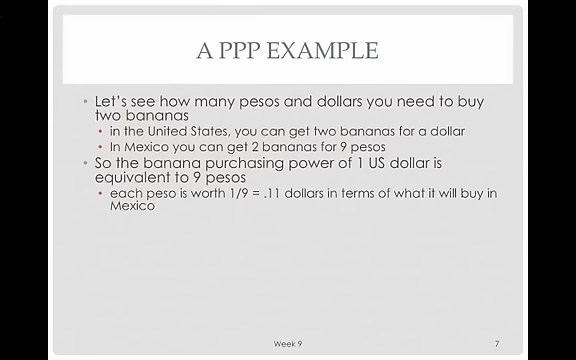 A PPP EXAMPLE
• Let's see how many pesos and dollars you need to buy
two bananas
• in the United States, you can get two bananas for a dollar
• In Mexico you can get 2 bananas for 9 pesos
• So the banana purchasing power of 1 US dollar is
equivalent to 9 pesos
• each peso is worth 1/9 = .11 dollars in terms of what it will buy in
Mexico
Week 9
7